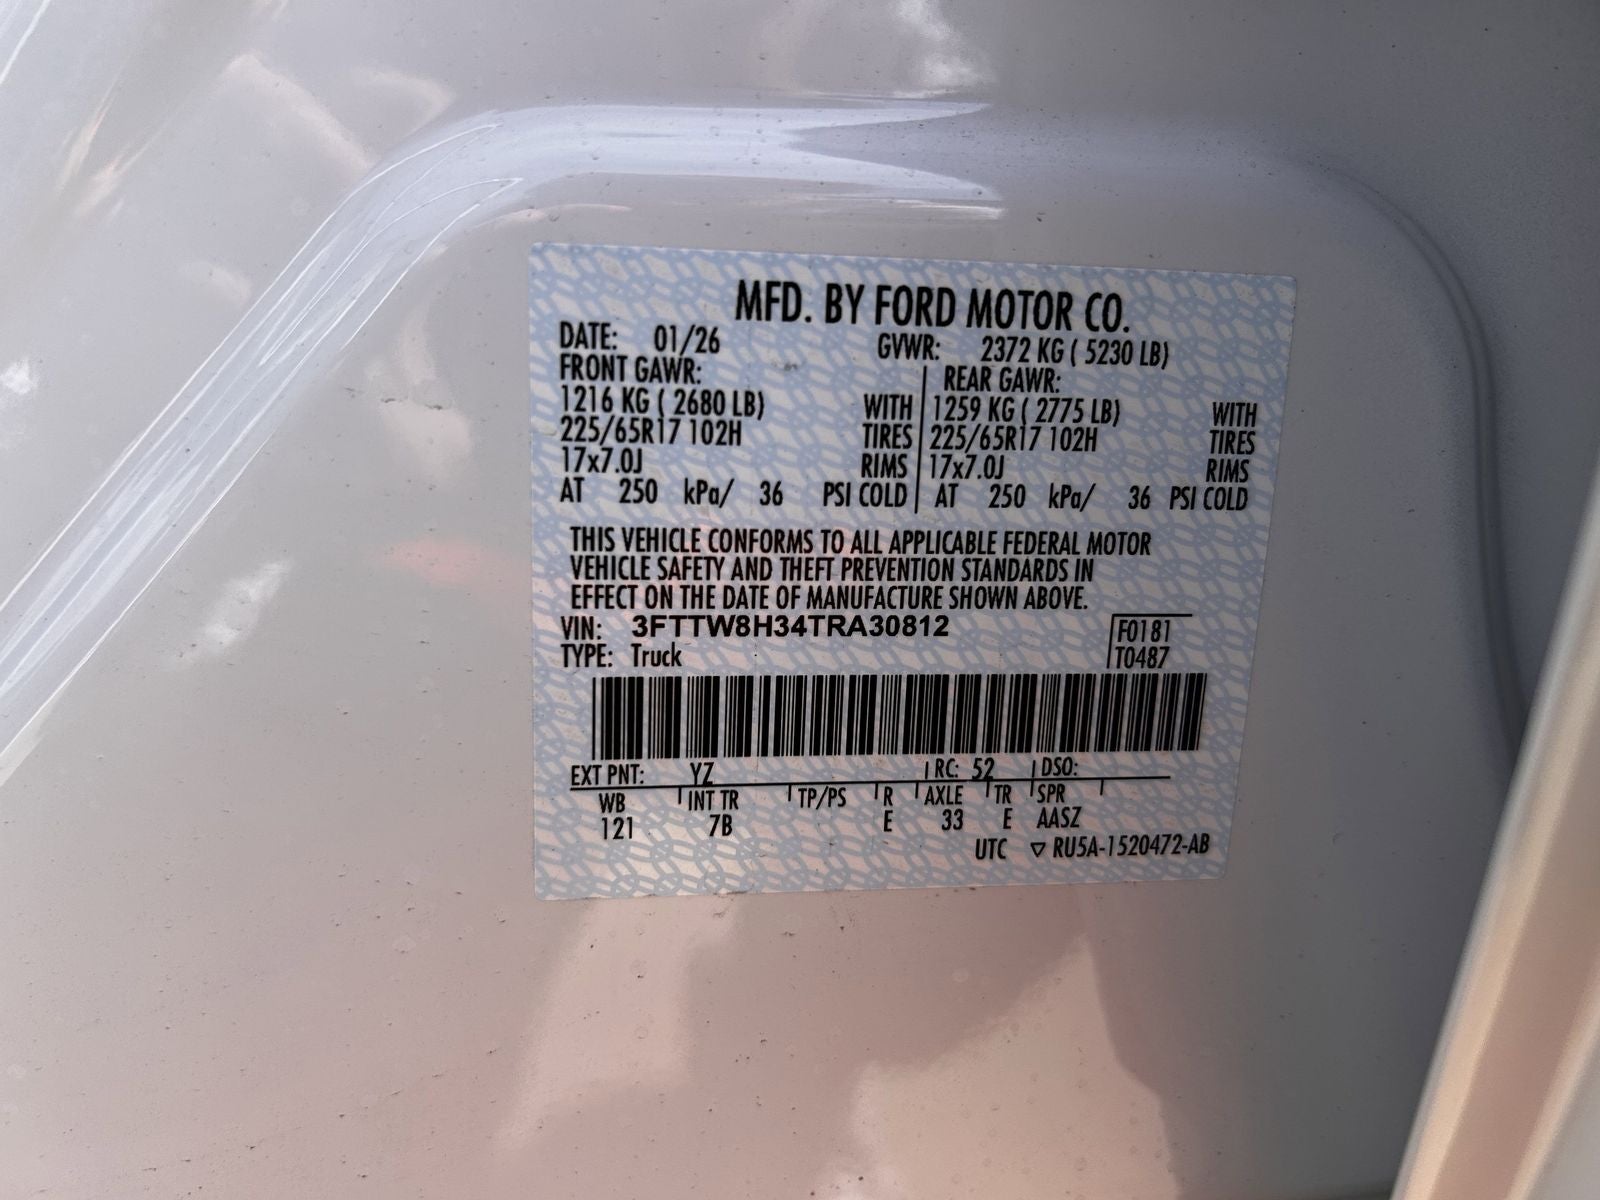 MFD. BY FORD MOTOR CO.
DATE: 01/26 GVWR: 2372 KG ( 5230 LB)
FRONT GAWR: REAR GAWR:
1216 KG ( 2680 LB) WITH 1259 KG ( 2775 LB) WITH
225/65R17 102H TIRES 225/65R17 102H TIRES
17x7.0J RIMS 17x7.0J RIMS
AT 250 kPa/ 36 PSI COLD AT 250 kPa/ 36 PSI COLD
THIS VEHICLE CONFORMS TO ALL APPLICABLE FEDERAL MOTOR
VEHICLE SAFETY AND THEFT PREVENTION STANDARDS IN
EFFECT ON THE DATE OF MANUFACTURE SHOWN ABOVE.
VIN: 3FTTW8H34TRA30812 F0181
TYPE: Truck T0487
EXT PNT: YZ RC: 52 DSO:
WB INT TR TP/PS R AXLE TR SPR
121 7B E 33 E AASZ
UTC ▽ RU5A-1520472-AB